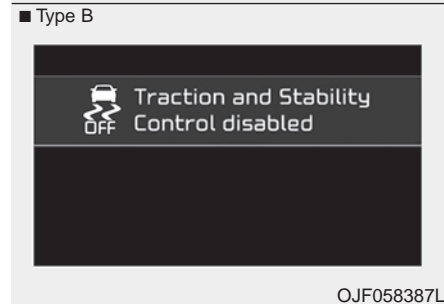 ■ Type B
Traction and Stability
OFF Control disabled
OJF058387L